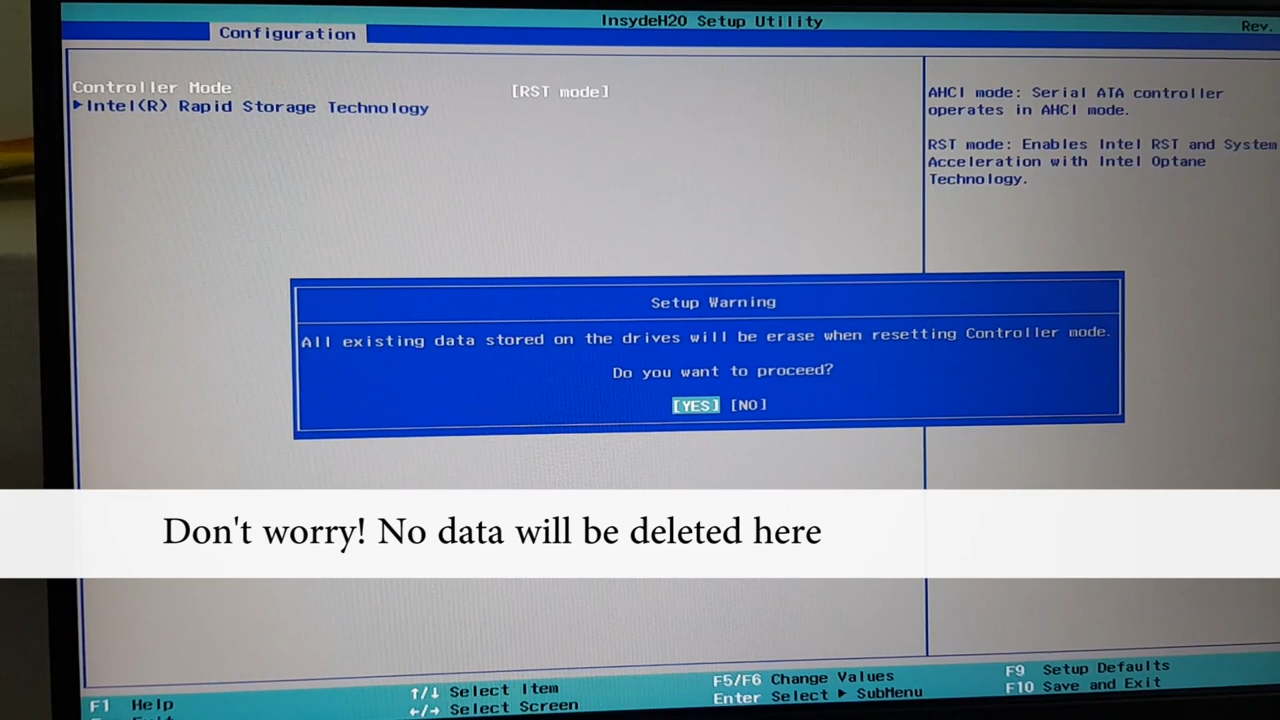 InsydeH20 Setup Utility
Rev.
Configuration
Controller Mode [RST mode]
▶Intel(R) Rapid Storage Technology
AHCI mode: Serial ATA controller
operates in AHCI mode.
RST mode: Enables Intel RST and System
Acceleration with Intel Optane
Technology.
Setup Warning
All existing data stored on the drives will be erase when resetting Controller mode.
Do you want to proceed?
[YES] [NO]
Don't worry! No data will be deleted here
F1 Help
↑/↓ Select Item
←/→ Select Screen
F5/F6 Change Values
Enter Select ▶ SubMenu
F9 Setup Defaults
F10 Save and Exit